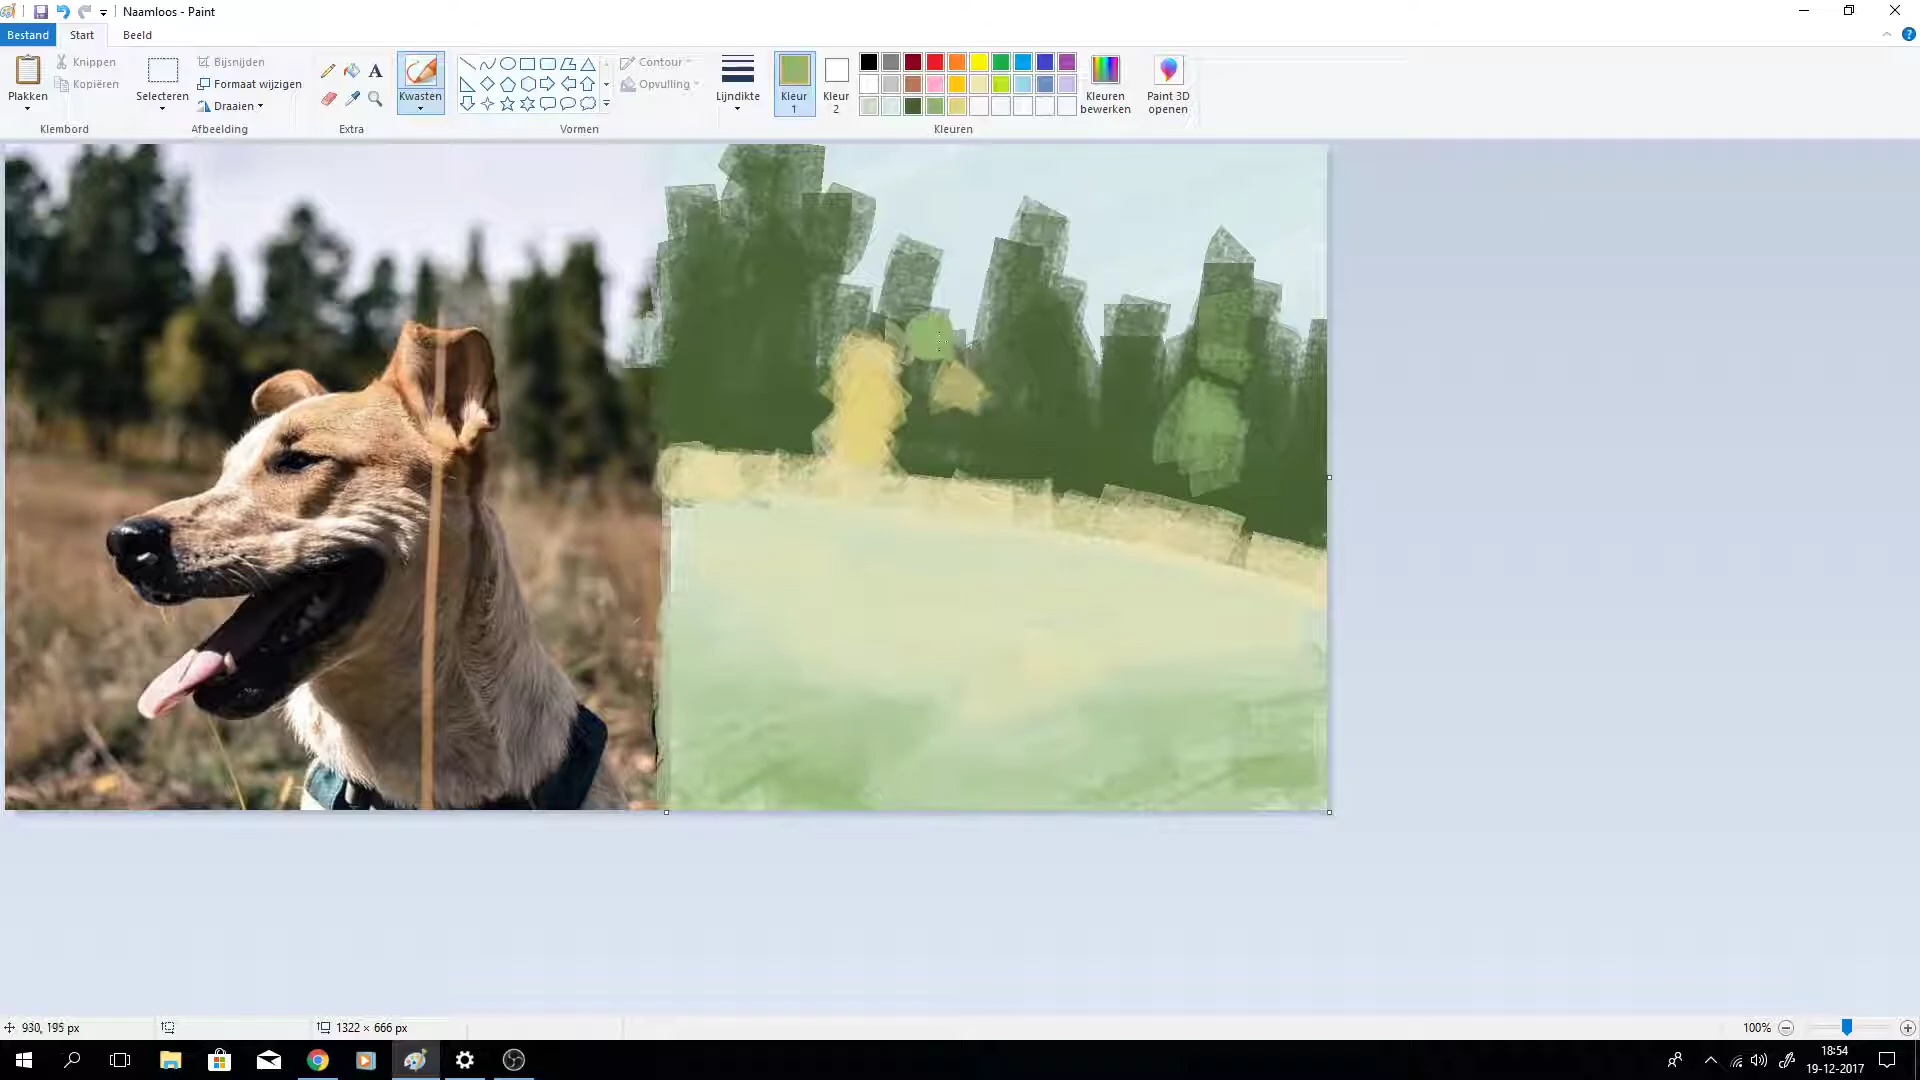 Naamloos - Paint
Bestand Start Beeld
Plakken
Knippen
Kopiëren
Klembord
Selecteren
Bijsnijden
Formaat wijzigen
Draaien
Afbeelding
A
Extra
Kwasten
Contour
Opvulling
Vormen
Lijndikte
Kleur
1
Kleur
2
Kleuren
bewerken
Kleuren
Paint 3D
openen
930, 195 px
1322 × 666 px
100%
18:54
19-12-2017